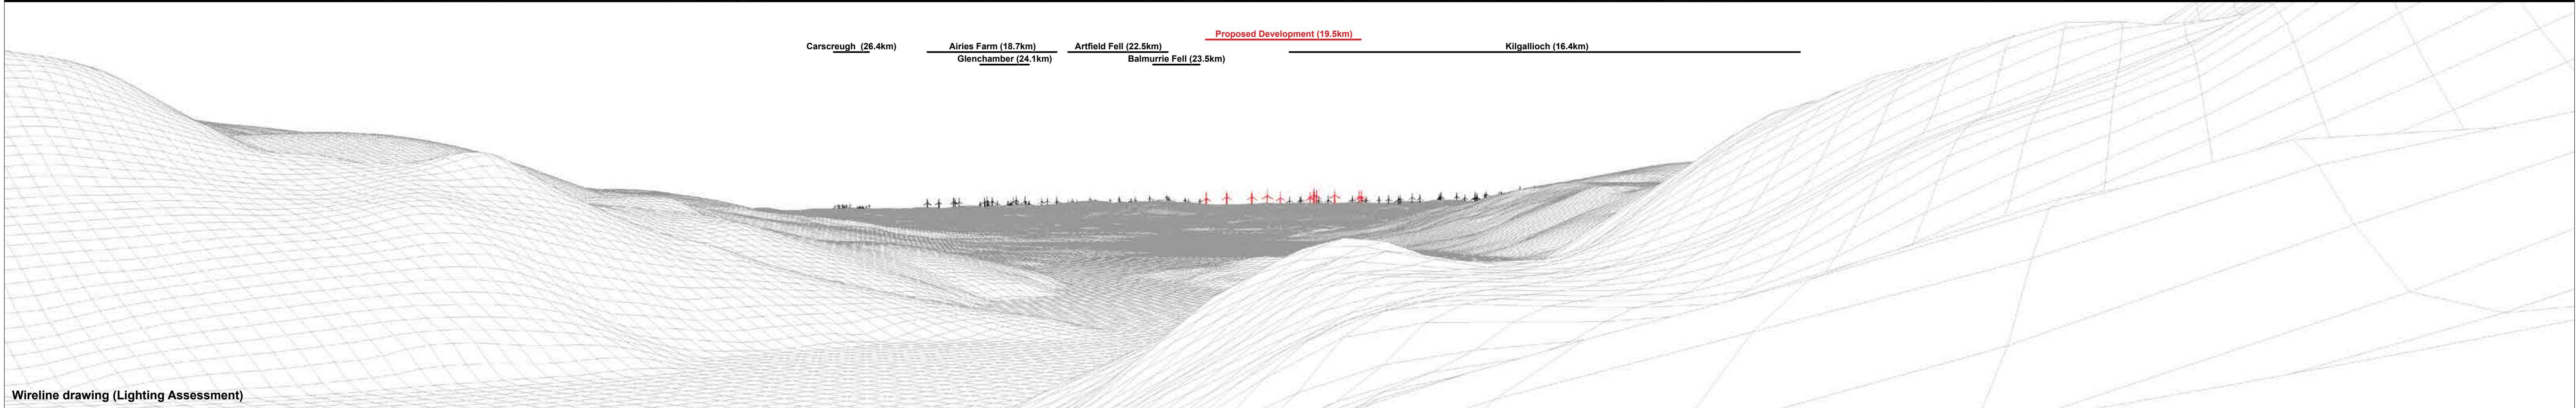 Proposed Development (19.5km)
Carscreugh (26.4km) Airies Farm (18.7km) Artfield Fell (22.5km) Kilgallioch (16.4km)
Glenchamber (24.1km) Balmurrie Fell (23.5km)
Wireline drawing (Lighting Assessment)